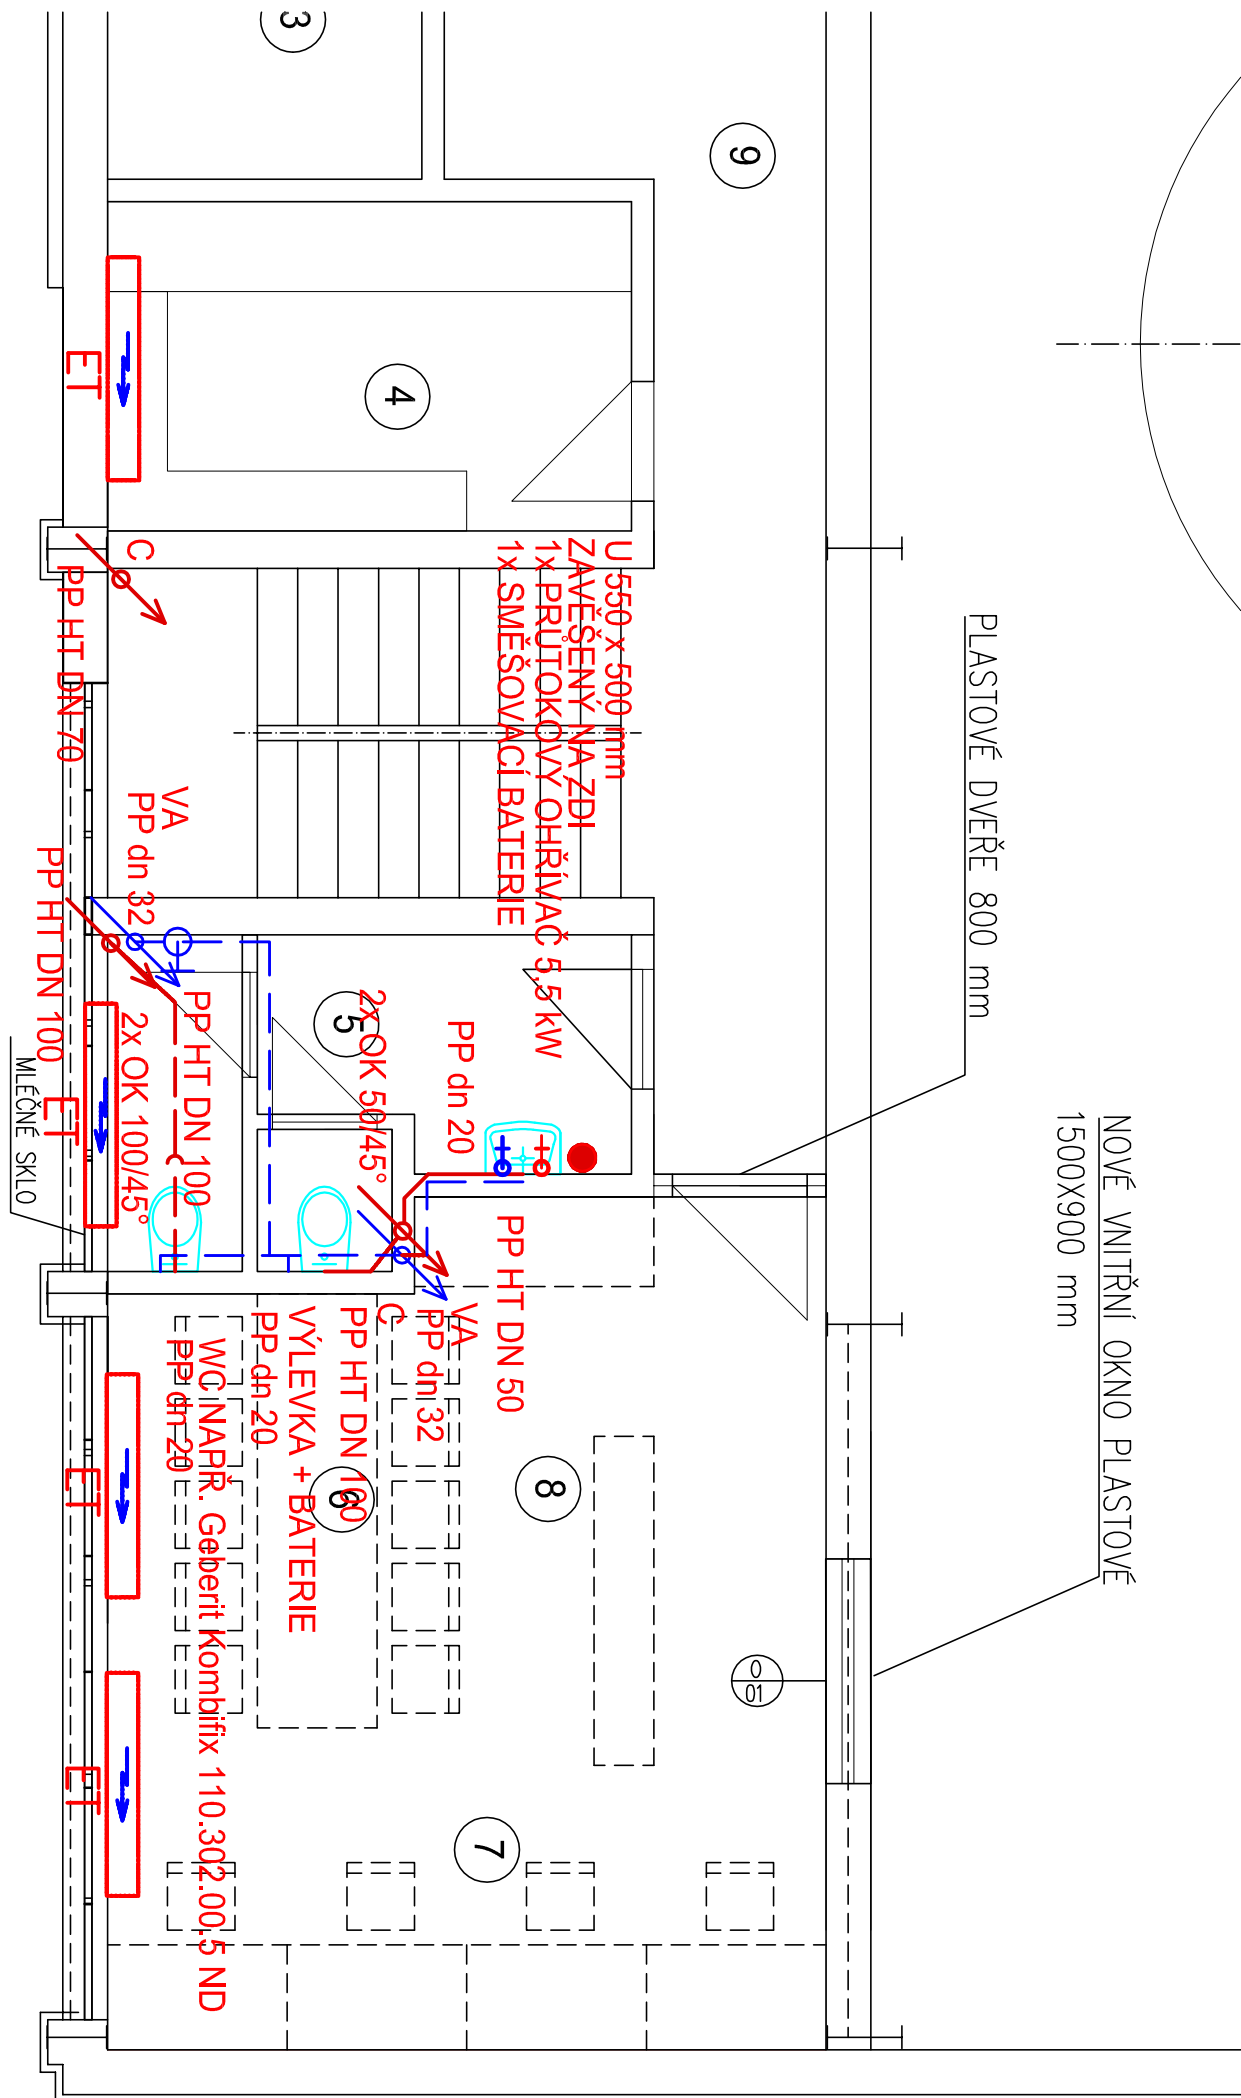 3
9
4
ET
C
PP HT DN 70
U 550 x 500 mm
ZAVĚŠENÝ NA ZDI
1x PRŮTOKOVÝ OHŘÍVAČ 5,5 kW
1x SMĚŠOVACÍ BATERIE
PLASTOVÉ DVEŘE 800 mm
VA
PP dn 32
PP HT DN 100
PP HT DN 100
2x OK 100/45°
ET
MLÉČNÉ SKLO
5
2x OK 50/45°
PP dn 20
NOVÉ VNITŘNÍ OKNO PLASTOVÉ
1500X900 mm
PP HT DN 50
VA
PP dn 32
C
PP HT DN 100
VÝLEVKA + BATERIE
PP dn 20
WC NAPŘ. Geberit Kombifix 110.302.00.5 ND
PP dn 20
6
8
ET
O
01
ET
7